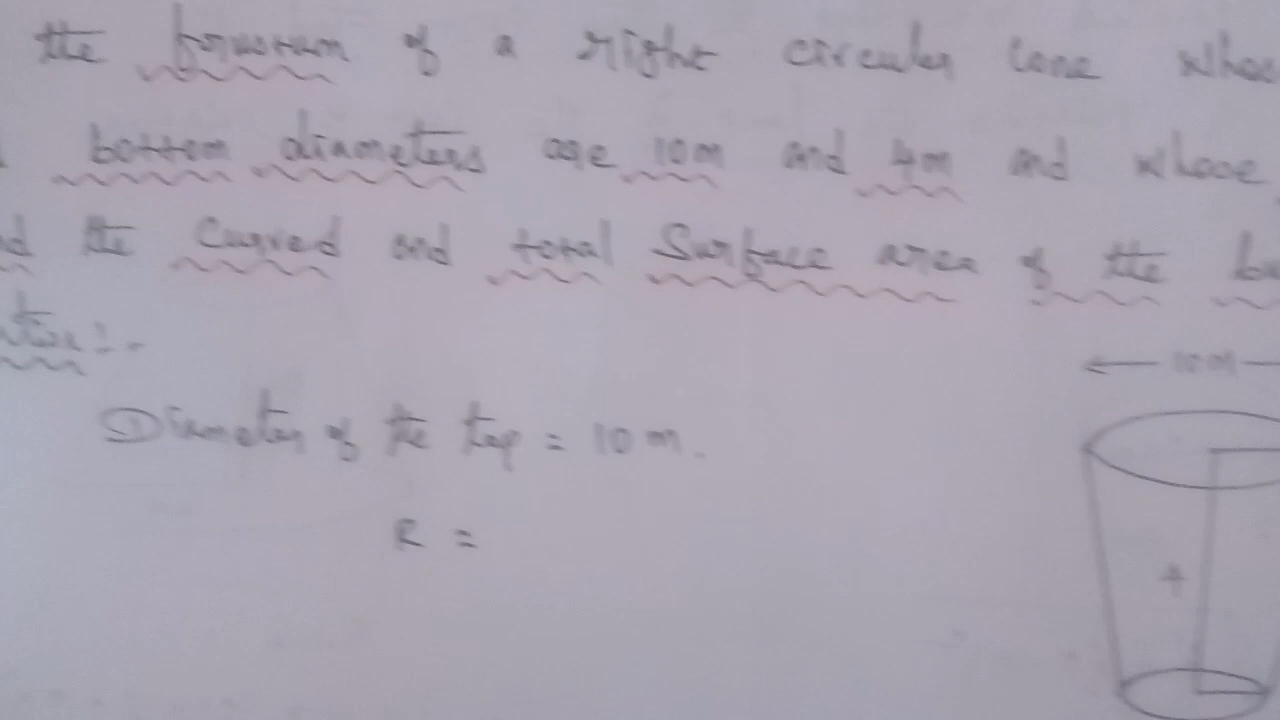 the frustum of a right circular cone
bottom diameters are 10m and 4m and whose
the Curved and total Surface area of the
Diameter of the top = 10 m.
R =
10 m
4